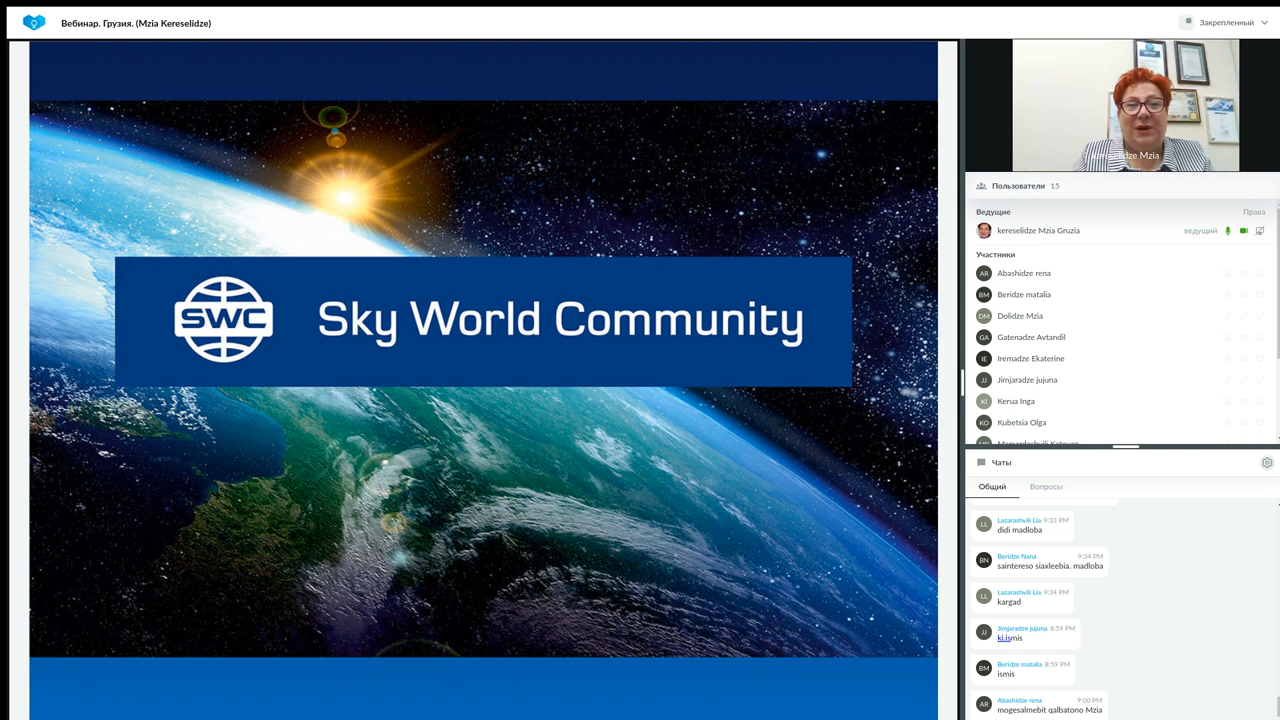 Вебинар. Грузия. (Mzia Kereselidze)
Закрепленный
SWC Sky World Community
kereselidze Mzia
Пользователи 15
Ведущие Права
kereselidze Mzia Gruzia ведущий
Участники
AR Abashidze rena
BM Beridze matalia
DM Dolidze Mzia
GA Gatenadze Avtandil
IE Iremadze Ekaterine
JJ Jimjaradze jujuna
KI Kerua Inga
KO Kubetsia Olga
Чаты
Общий Вопросы
LL Lazarashvili Lia 9:33 PM
didi madloba
BN Beridze Nana 9:34 PM
saintereso siaxleebia. madloba
LL Lazarashvili Lia 9:34 PM
kargad
JJ Jimjaradze jujuna 8:59 PM
ki.ismis
BM Beridze matalia 8:59 PM
ismis
AR Abashidze rena 9:00 PM
mogesalmebit qalbatono Mzia